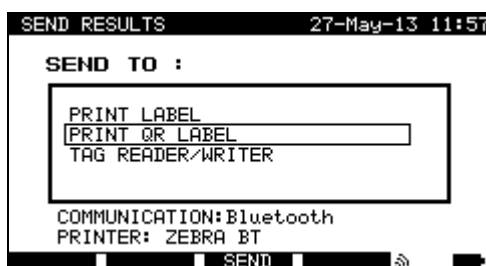 SEND RESULTS 27-May-13 11:57
SEND TO :
PRINT LABEL
PRINT QR LABEL
TAG READER/WRITER
COMMUNICATION:Bluetooth
PRINTER: ZEBRA BT
SEND